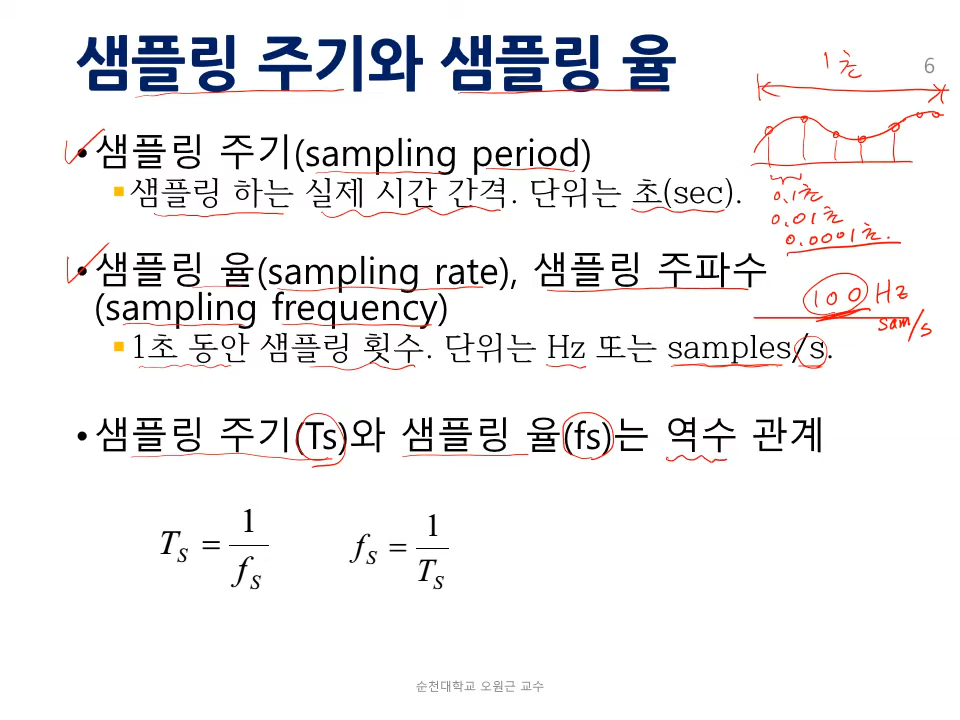 샘플링 주기와 샘플링 율
6
1초
• 샘플링 주기(sampling period)
▪ 샘플링 하는 실제 시간 간격. 단위는 초(sec).
0.1초
0.01초
0.0001초.
• 샘플링 율(sampling rate), 샘플링 주파수
(sampling frequency)
100 Hz
sam/s
▪ 1초 동안 샘플링 횟수. 단위는 Hz 또는 samples/s.
• 샘플링 주기(Ts)와 샘플링 율(fs)는 역수 관계
T_S = 1/f_S f_S = 1/T_S
순천대학교 오원근 교수